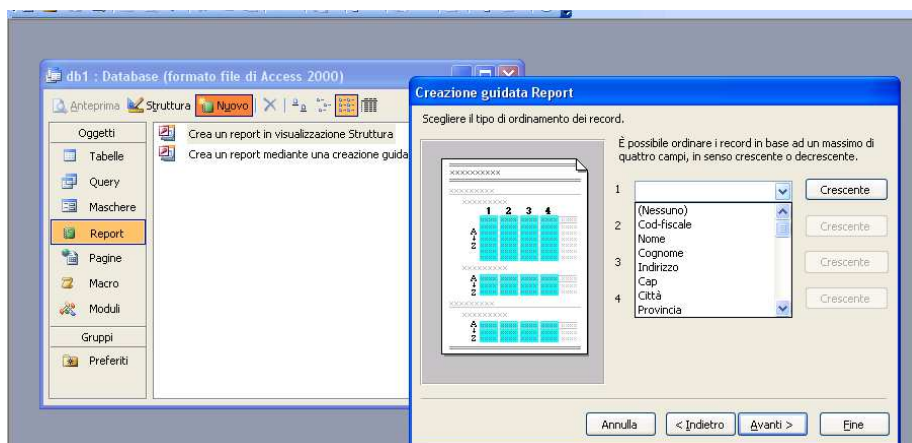 db1 : Database (formato file di Access 2000)
Anteprima Struttura Nuovo
Oggetti
Tabelle
Query
Maschere
Report
Pagine
Macro
Moduli
Gruppi
Preferiti
Crea un report in visualizzazione Struttura
Crea un report mediante una creazione guida
Creazione guidata Report
Scegliere il tipo di ordinamento dei record.
È possibile ordinare i record in base ad un massimo di
quattro campi, in senso crescente o decrescente.
1 2 3 4
1 Crescente
(Nessuno)
2 Cod-fiscale Crescente
Nome
Cognome
3 Indirizzo Crescente
Cap
4 Città Crescente
Provincia
Annulla < Indietro Avanti > Fine